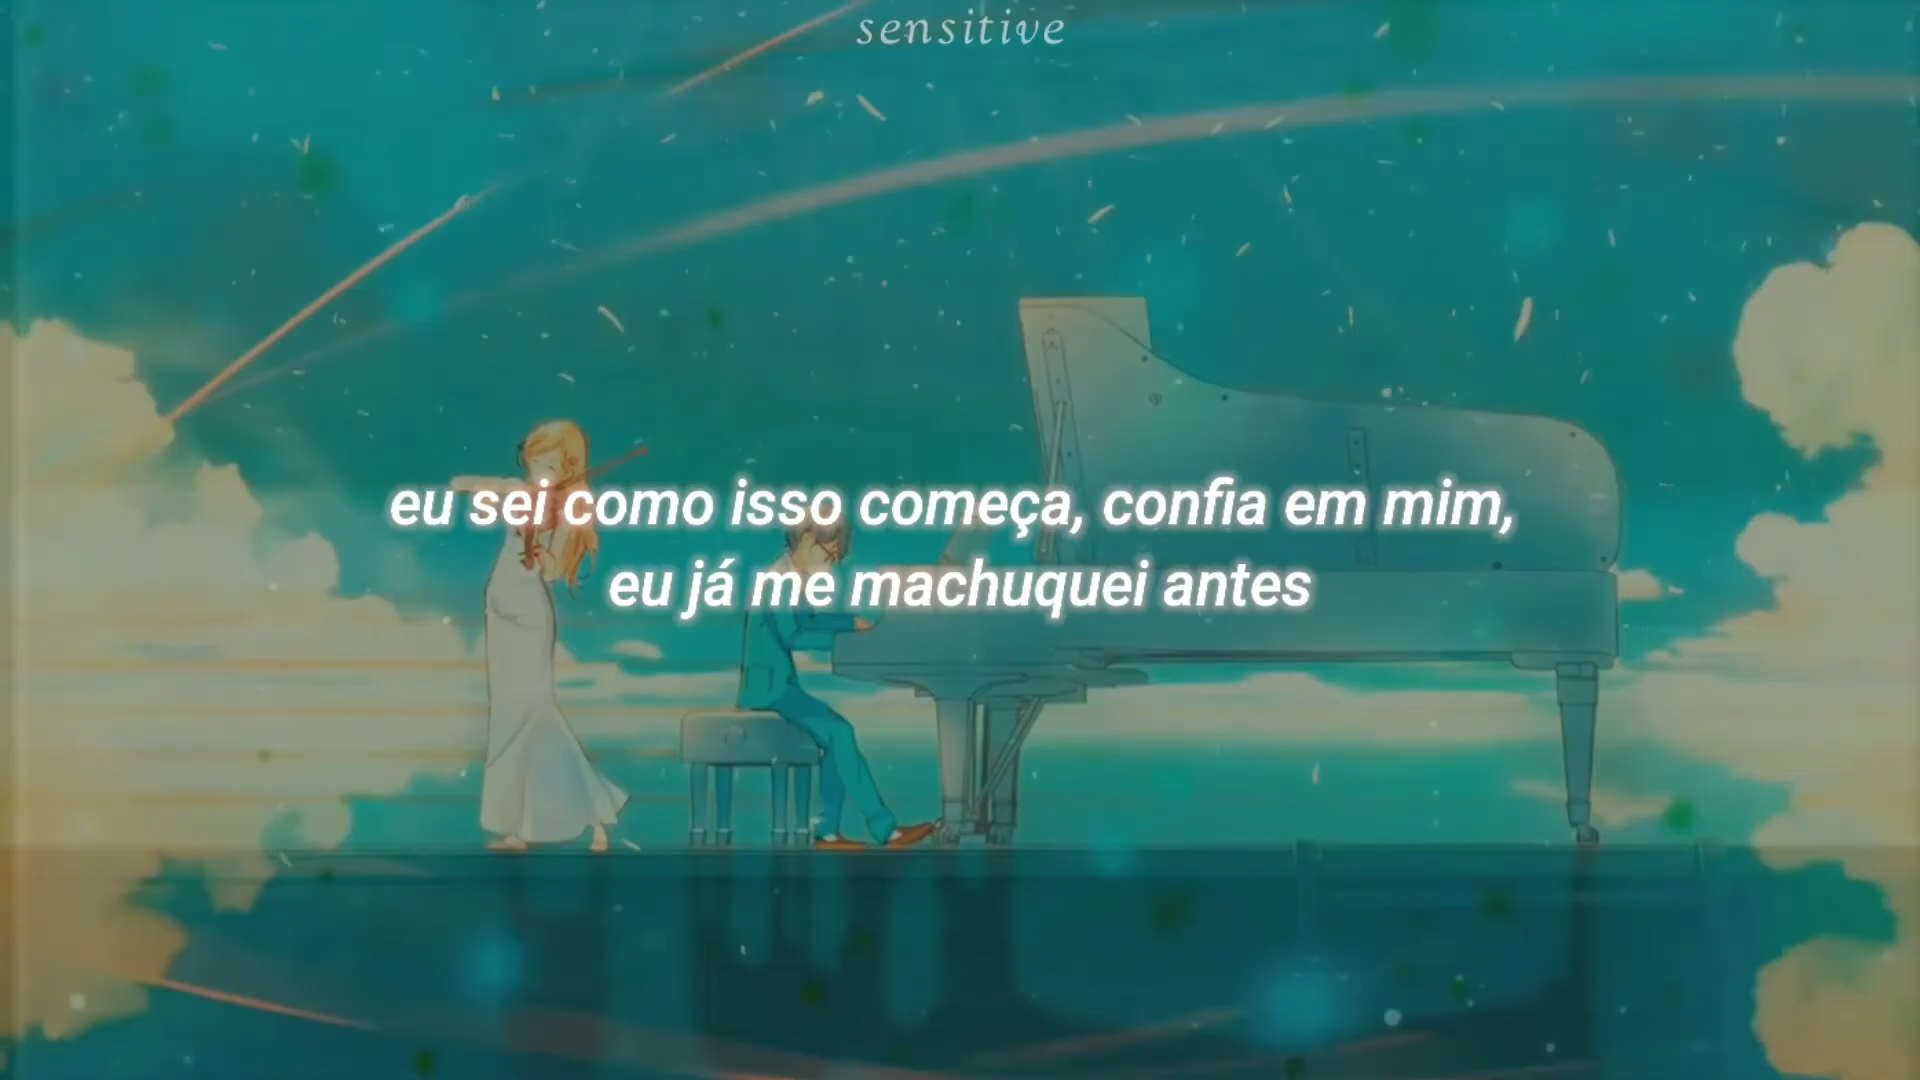 sensitive
eu sei como isso começa, confia em mim,
eu já me machuquei antes